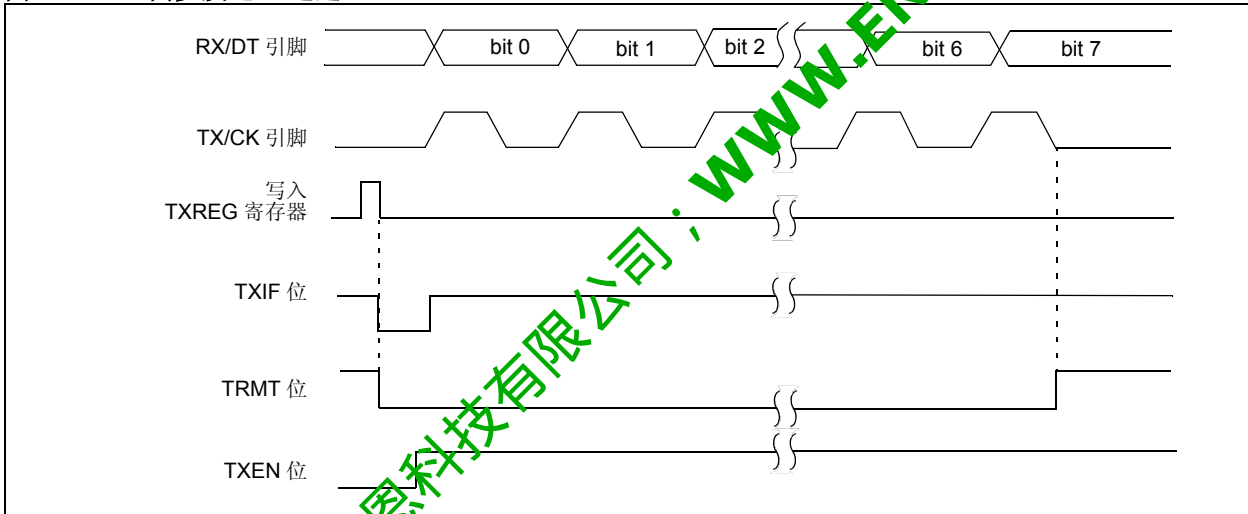 RX/DT 引脚
bit 0
bit 1
bit 2
bit 6
bit 7
TX/CK 引脚
写入
TXREG 寄存器
TXIF 位
TRMT 位
TXEN 位
恩科技有限公司；WWW.